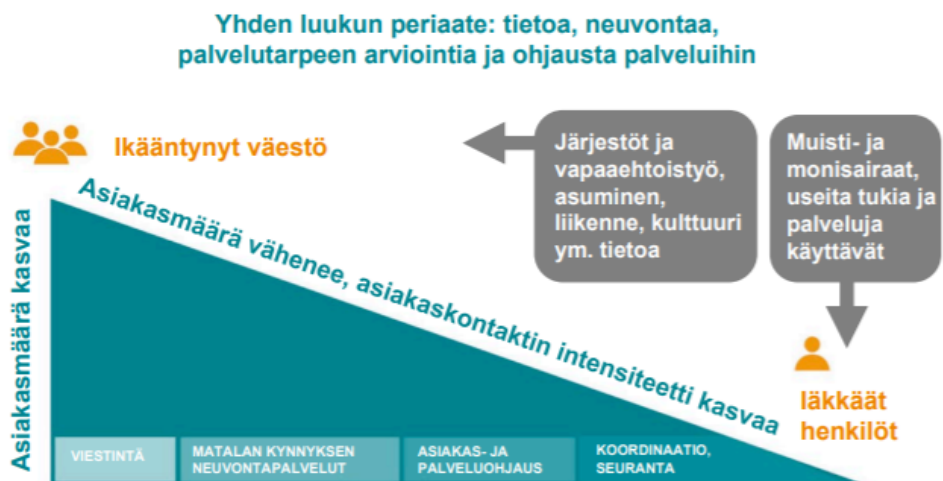 Yhden luukun periaate: tietoa, neuvontaa,
palvelutarpeen arviointia ja ohjausta palveluihin
Ikääntynyt väestö
Järjestöt ja
vapaaehtoistyö,
asuminen,
liikenne, kulttuuri
ym. tietoa
Muisti- ja
monisairaat,
useita tukia ja
palveluja
käyttävät
Asiakasmäärä kasvaa
Asiakasmäärä vähenee, asiakaskontaktin intensiteetti kasvaa
Iäkkäät
henkilöt
VIESTINTÄ
MATALAN KYNNYKSEN
NEUVONTAPALVELUT
ASIAKAS- JA
PALVELUOHJAUS
KOORDINAATIO,
SEURANTA